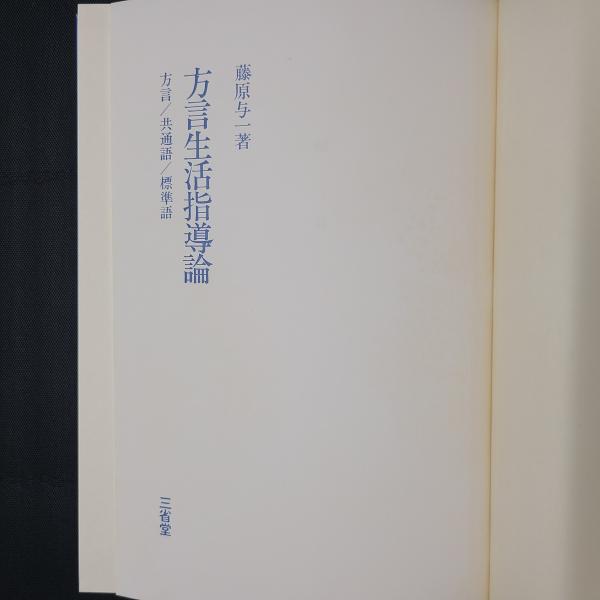 藤原与一著
方言生活指導論
方言／共通語／標準語
三省堂